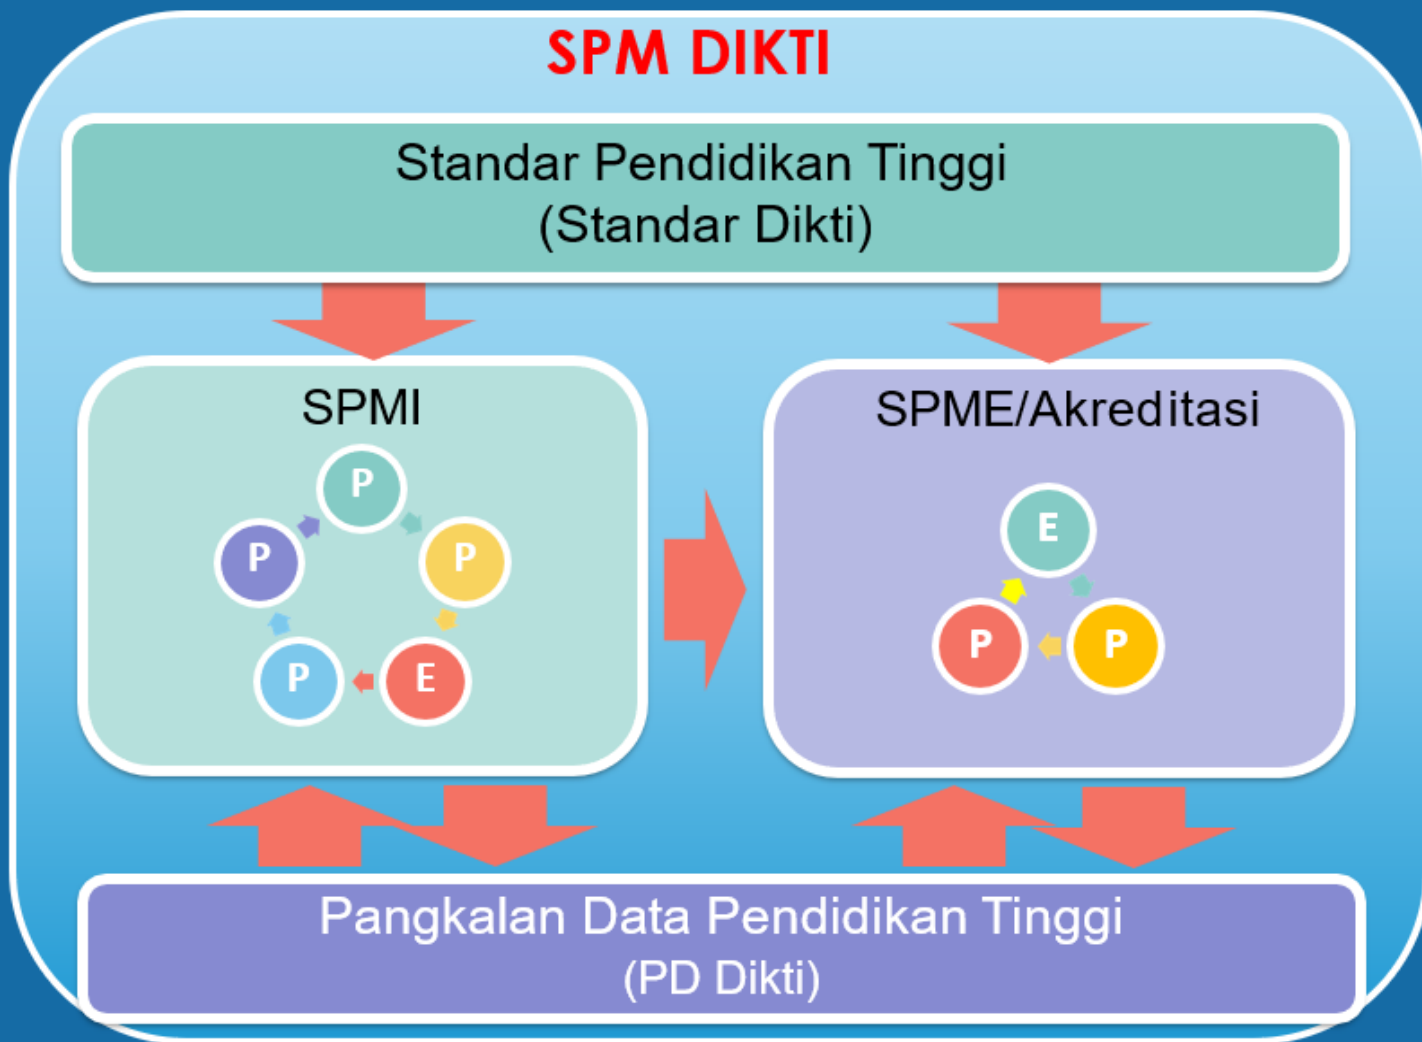 SPM DIKTI
Standar Pendidikan Tinggi
(Standar Dikti)
SPMI
P
P
P
P
E
SPME/Akreditasi
E
P
P
Pangkalan Data Pendidikan Tinggi
(PD Dikti)